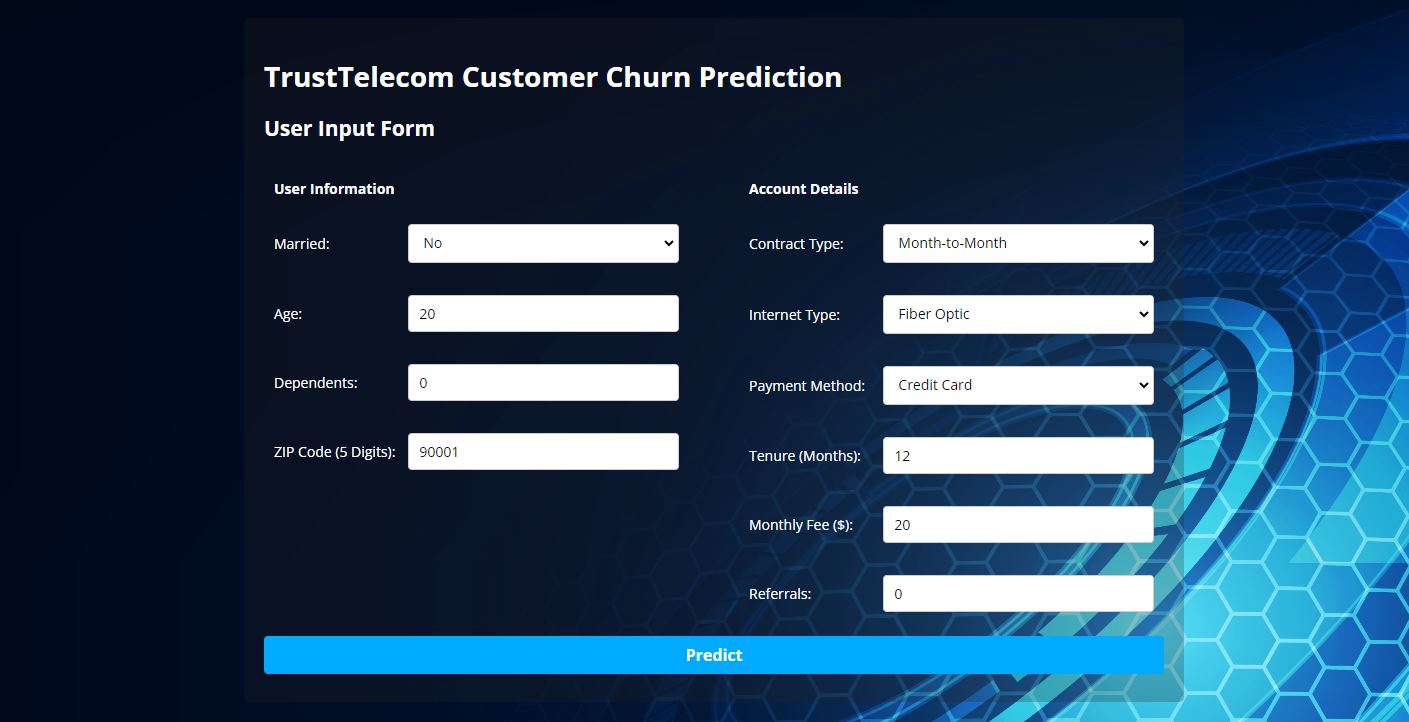 TrustTelecom Customer Churn Prediction
User Input Form
User Information
Married: No
Age: 20
Dependents: 0
ZIP Code (5 Digits): 90001
Account Details
Contract Type: Month-to-Month
Internet Type: Fiber Optic
Payment Method: Credit Card
Tenure (Months): 12
Monthly Fee ($): 20
Referrals: 0
Predict